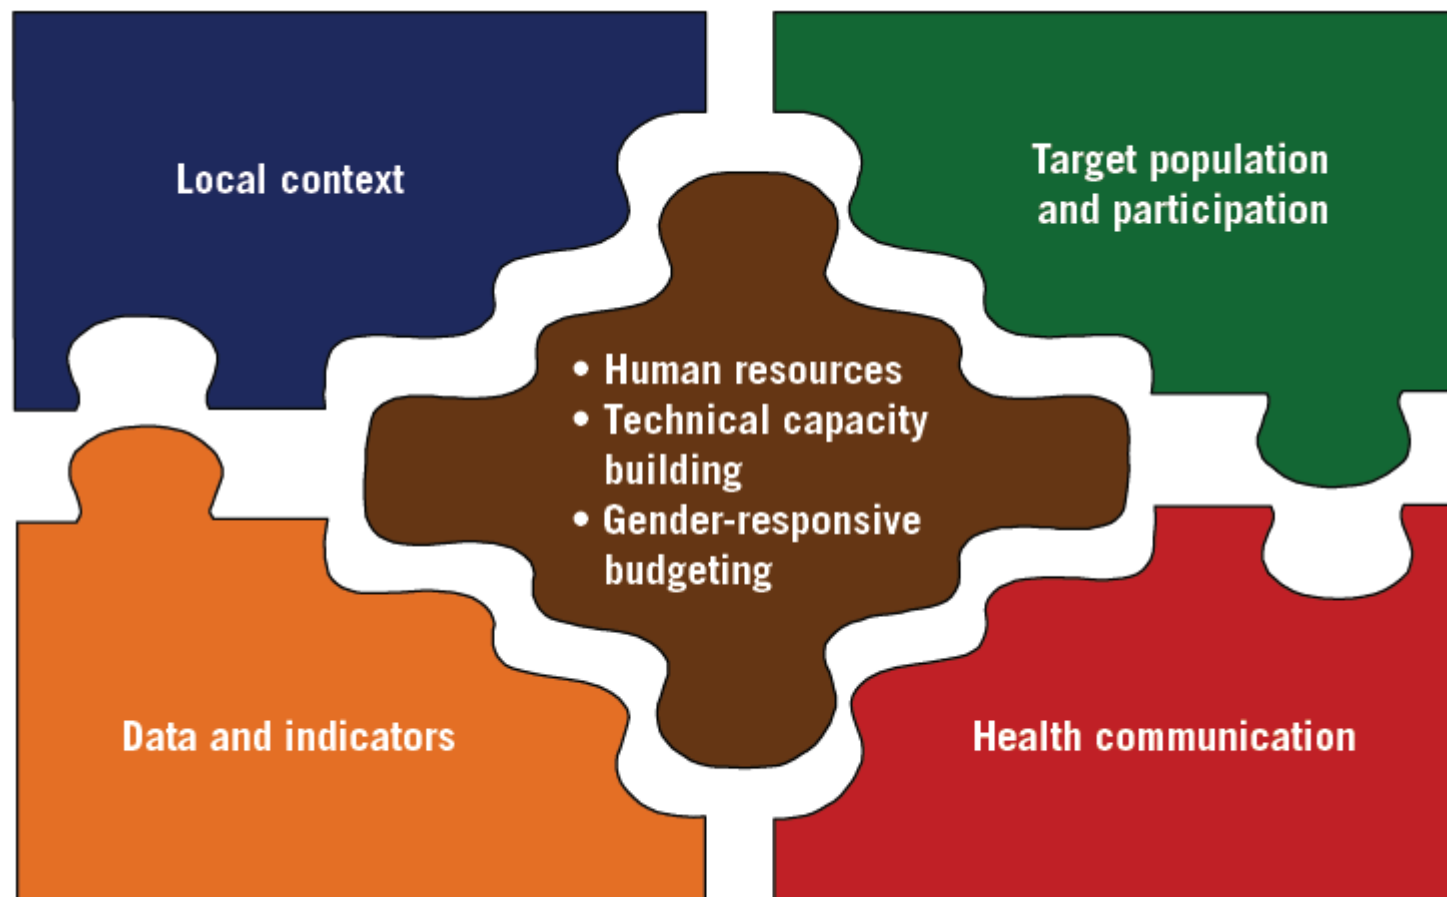 Local context
Target population
and participation
• Human resources
• Technical capacity
building
• Gender-responsive
budgeting
Data and indicators
Health communication